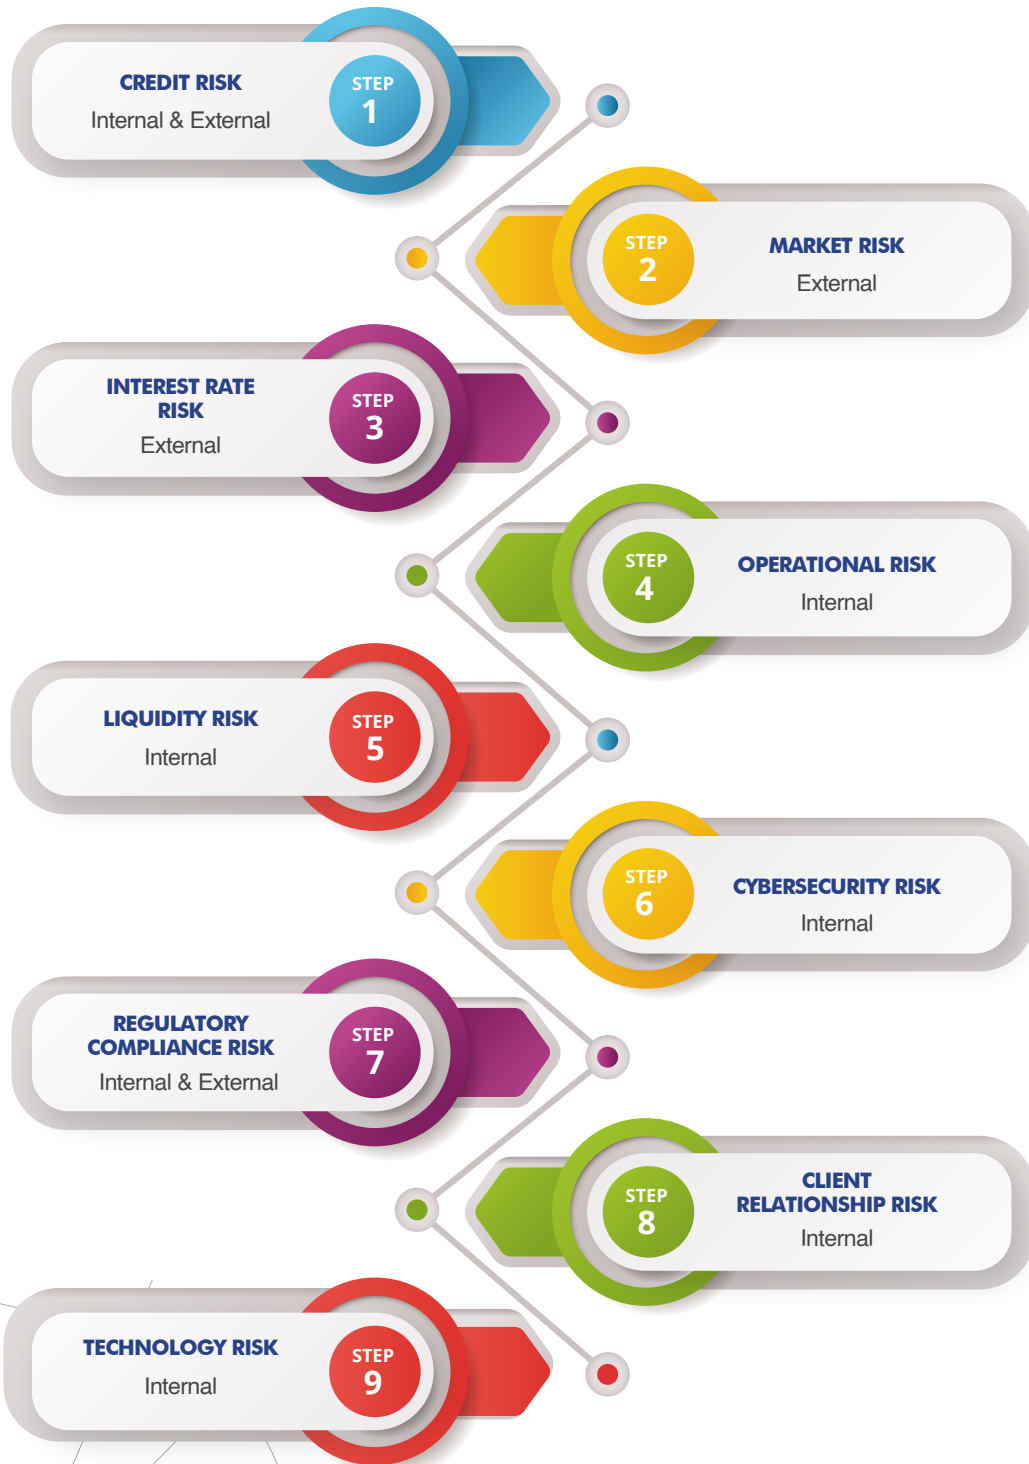 CREDIT RISK
Internal & External
STEP
1
STEP
2
MARKET RISK
External
INTEREST RATE
RISK
External
STEP
3
STEP
4
OPERATIONAL RISK
Internal
LIQUIDITY RISK
Internal
STEP
5
STEP
6
CYBERSECURITY RISK
Internal
REGULATORY
COMPLIANCE RISK
Internal & External
STEP
7
STEP
8
CLIENT
RELATIONSHIP RISK
Internal
TECHNOLOGY RISK
Internal
STEP
9